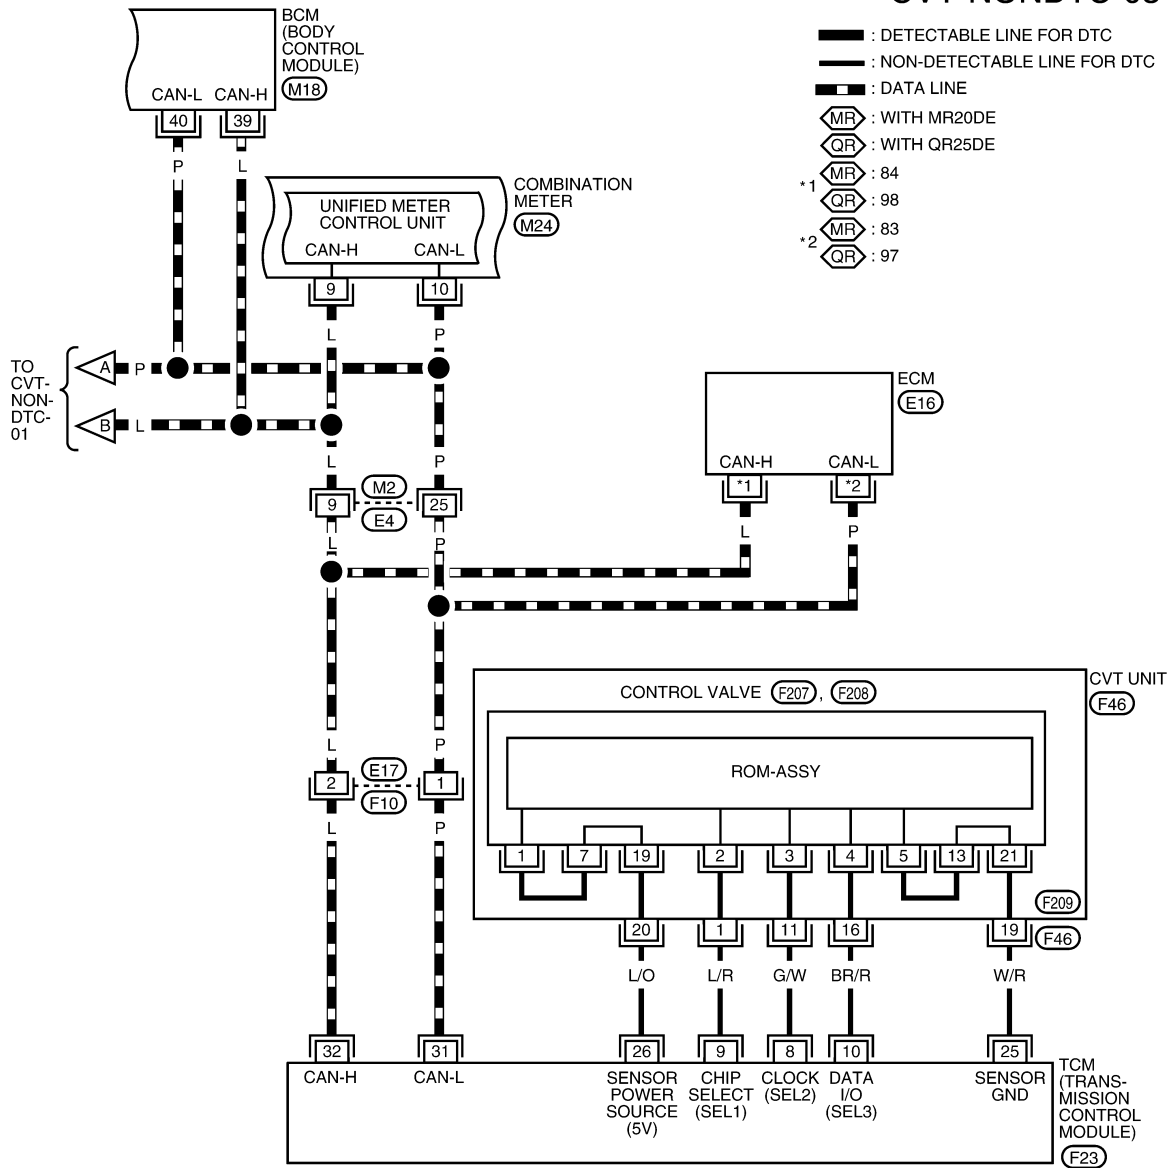 BCM
(BODY
CONTROL
MODULE)
M18
CAN-L CAN-H
40 39
P L
: DETECTABLE LINE FOR DTC
: NON-DETECTABLE LINE FOR DTC
: DATA LINE
MR : WITH MR20DE
QR : WITH QR25DE
*1 MR : 84
QR : 98
*2 MR : 83
QR : 97
COMBINATION
METER
M24
UNIFIED METER
CONTROL UNIT
CAN-H CAN-L
9 10
L P
TO
CVT-
NON-
DTC-
01
A P
B L
L P
ECM
E16
CAN-H CAN-L
*1 *2
L P
9 M2 25
E4
L P
CVT UNIT
F46
CONTROL VALVE F207 , F208
ROM-ASSY
L P
2 E17 1
F10
L P
1 7 19 2 3 4 5 13 21
F209
20 1 11 16 19 F46
L/O L/R G/W BR/R W/R
32 31 26 9 8 10 25
CAN-H CAN-L
SENSOR
POWER
SOURCE
(5V)
CHIP
SELECT
(SEL1)
CLOCK
(SEL2)
DATA
I/O
(SEL3)
SENSOR
GND
TCM
(TRANS-
MISSION
CONTROL
MODULE)
F23